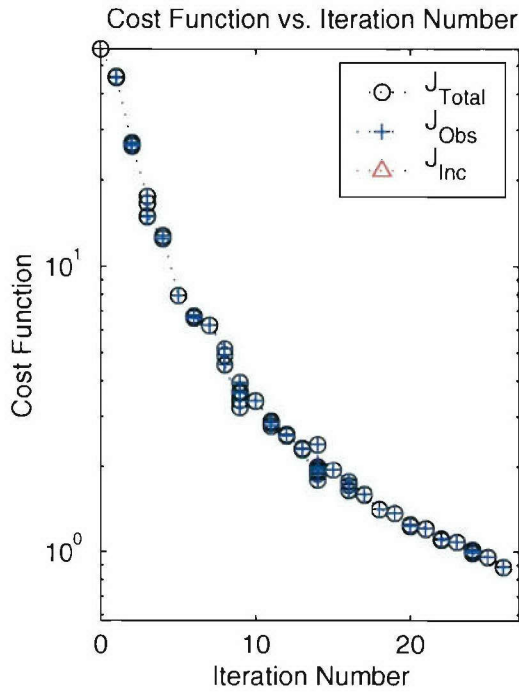 Cost Function vs. Iteration Number
J_Total
J_Obs
J_Inc
Cost Function
10^1
10^0
0
10
20
Iteration Number